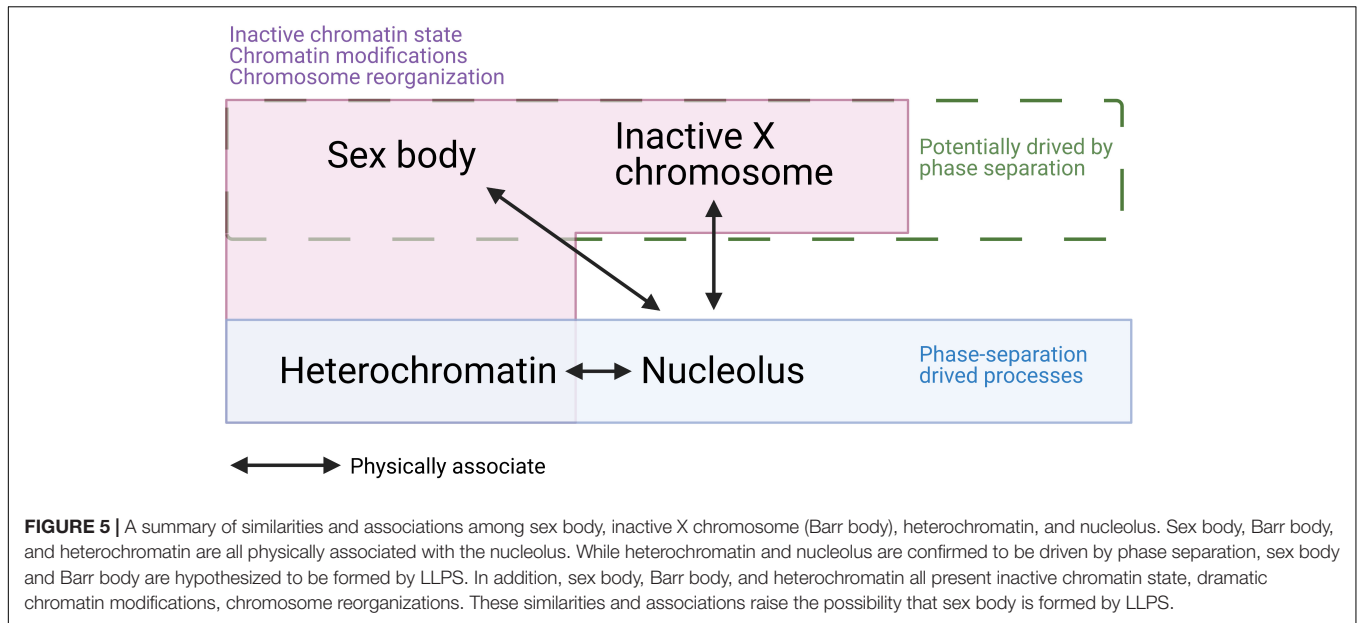 Inactive chromatin state
Chromatin modifications
Chromosome reorganization
Sex body
Inactive X
chromosome
Potentially drived by
phase separation
Heterochromatin
Nucleolus
Phase-separation
drived processes
Physically associate
FIGURE 5 | A summary of similarities and associations among sex body, inactive X chromosome (Barr body), heterochromatin, and nucleolus. Sex body, Barr body,
and heterochromatin are all physically associated with the nucleolus. While heterochromatin and nucleolus are confirmed to be driven by phase separation, sex body
and Barr body are hypothesized to be formed by LLPS. In addition, sex body, Barr body, and heterochromatin all present inactive chromatin state, dramatic
chromatin modifications, chromosome reorganizations. These similarities and associations raise the possibility that sex body is formed by LLPS.